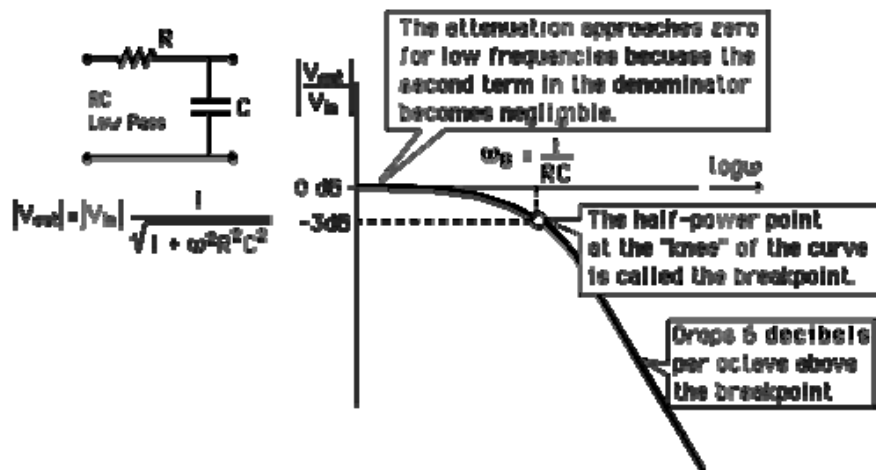 R
C
RC
Low Pass
|Vout| = |Vin| 1 / √1 + ω²R²C²
|Vout / Vin|
The attenuation approaches zero
for low frequencies becuase the
second term in the denominator
becomes negligible.
ωB = 1 / RC
logω
0 dB
-3dB
The half-power point
at the "knee" of the curve
is called the breakpoint.
Drops 6 decibels
per octave above
the breakpoint